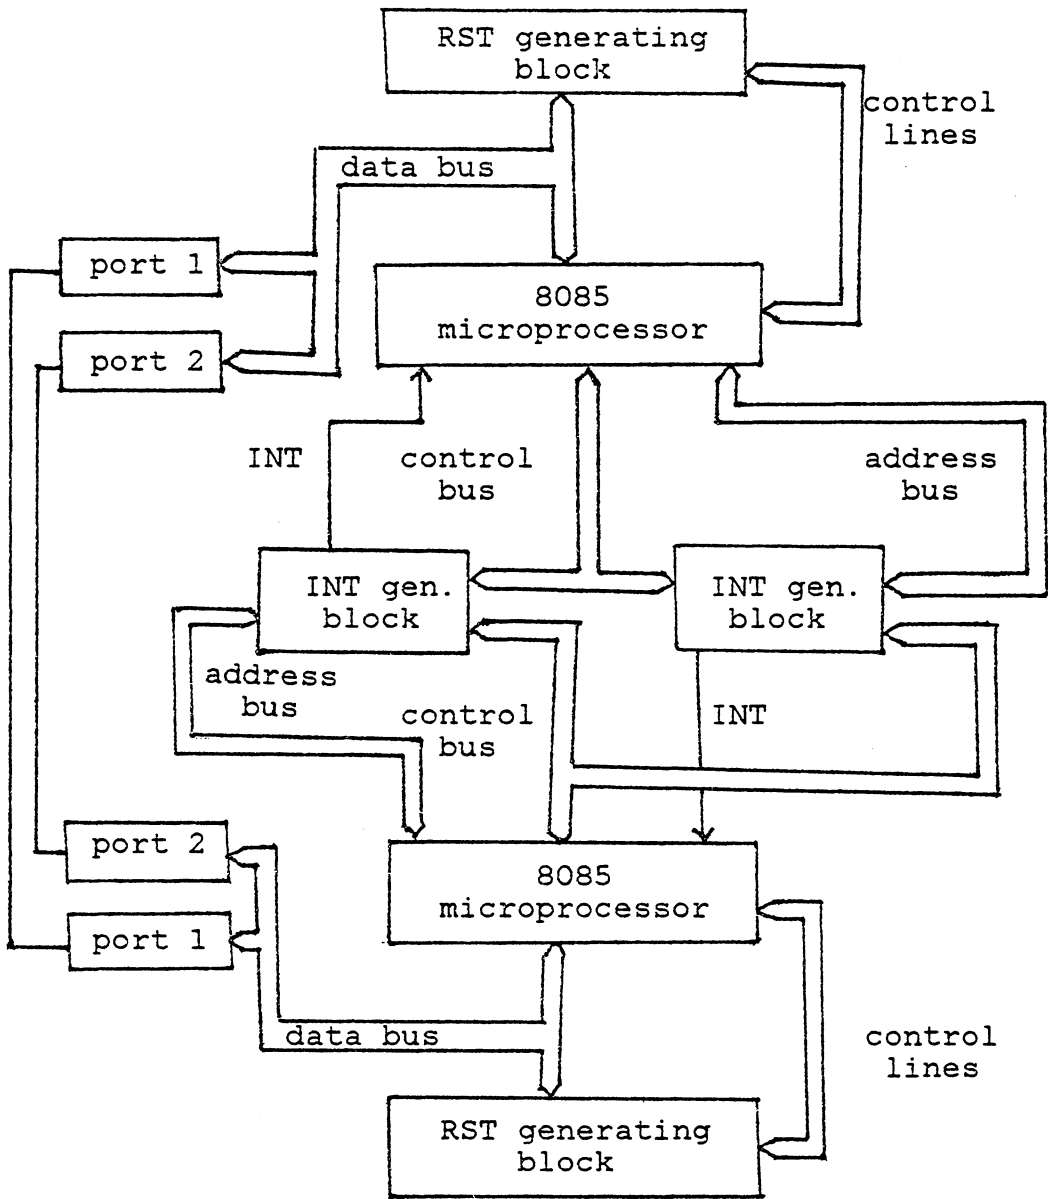 RST generating
block
control
lines
data bus
port 1
8085
microprocessor
port 2
INT
control
bus
address
bus
INT gen.
block
INT gen.
block
address
bus
control
bus
INT
port 2
8085
microprocessor
port 1
data bus
control
lines
RST generating
block